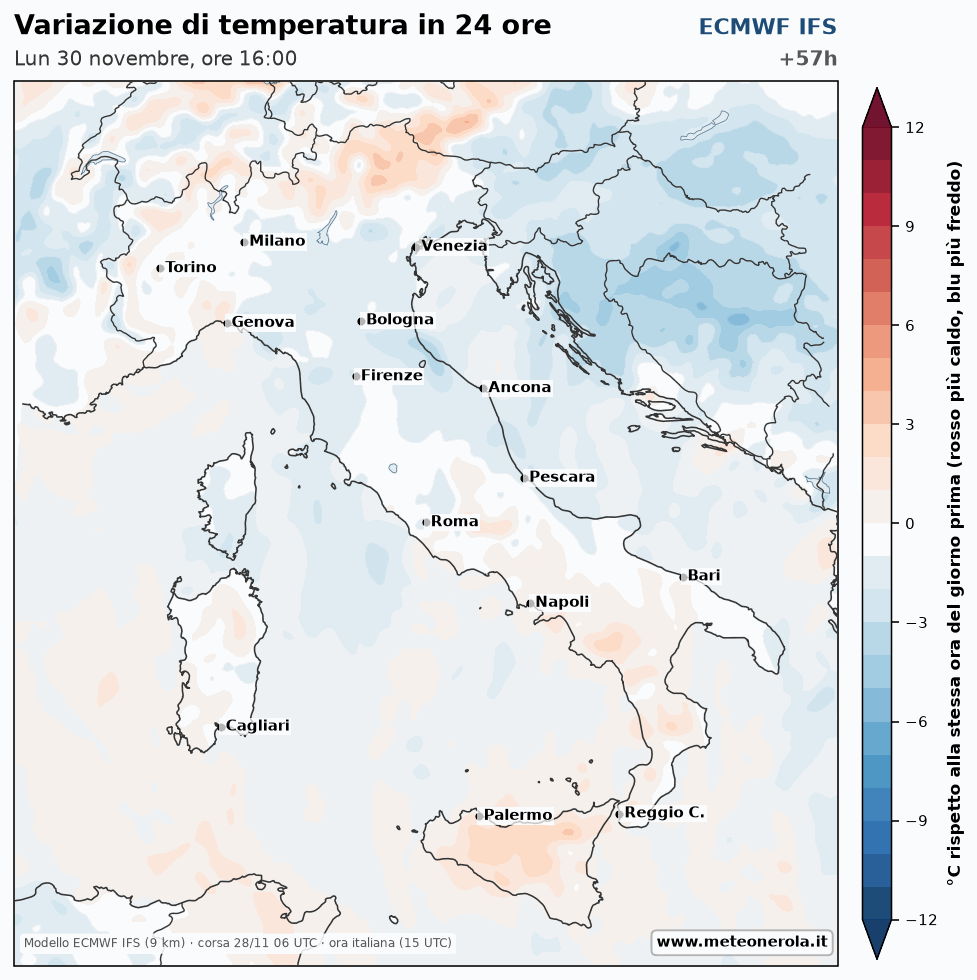 Variazione di temperatura in 24 ore
ECMWF IFS
Lun 30 novembre, ore 16:00
+57h
Milano
Venezia
Torino
Genova
Bologna
Firenze
Ancona
Pescara
Roma
Bari
Napoli
Cagliari
Palermo
Reggio C.
12
9
6
3
0
−3
−6
−9
−12
°C rispetto alla stessa ora del giorno prima (rosso più caldo, blu più freddo)
Modello ECMWF IFS (9 km) · corsa 28/11 06 UTC · ora italiana (15 UTC)
www.meteonerola.it